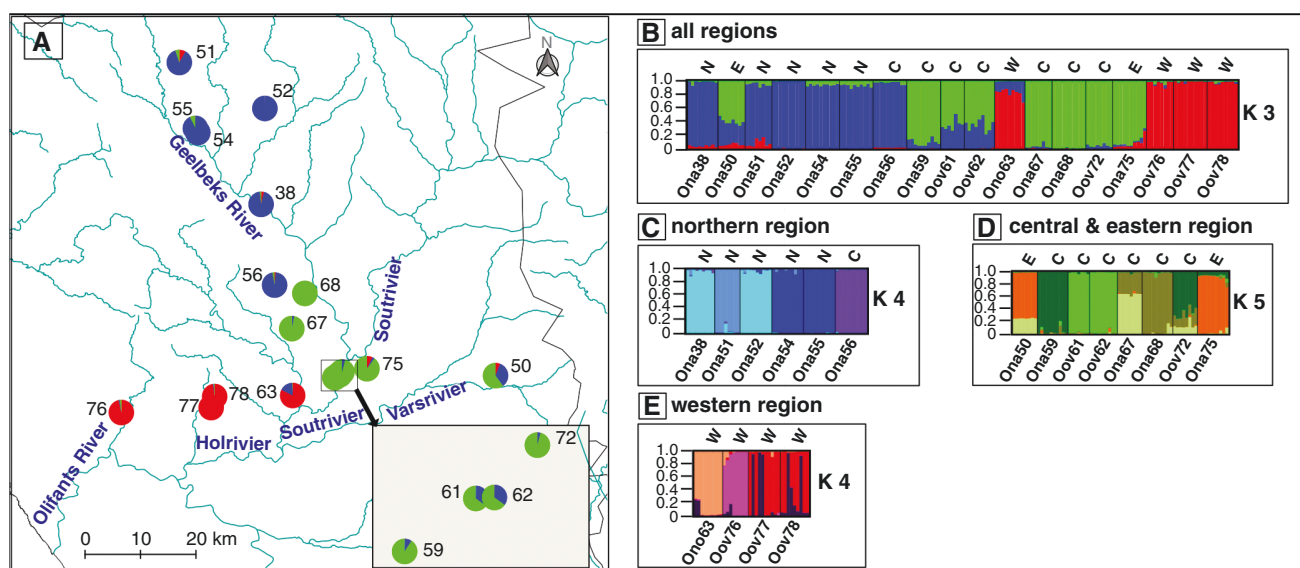 A
N
51
52
55
54
Geelbeks River
38
56
68
67
Soutrivier
75
50
63
78
77
76
Varsrivier
Soutrivier
Holrivier
Olifants River
0 10 20 km
72
61 62
59
B all regions
N E N N N N C C C C W C C C E W W W
1.0
0.8
0.6
0.4
0.2
0
K 3
Ona38 Ona50 Ona51 Ona52 Ona54 Ona55 Ona56 Ona59 Oov61 Oov62 Ono63 Ona67 Ona68 Oov72 Ona75 Oov76 Oov77 Oov78
C northern region
N N N N N C
1.0
0.8
0.6
0.4
0.2
0
K 4
Ona38 Ona51 Ona52 Ona54 Ona55 Ona56
D central & eastern region
E C C C C C C E
1.0
0.8
0.6
0.4
0.2
0
K 5
Ona50 Ona59 Oov61 Oov62 Ona67 Ona68 Oov72 Ona75
E western region
W W W W
1.0
0.8
0.6
0.4
0.2
0
K 4
Ono63 Oov76 Oov77 Oov78